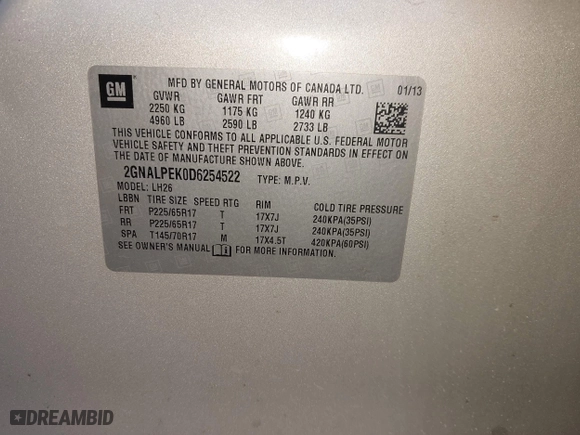 GM
MFD BY GENERAL MOTORS OF CANADA LTD. 01/13
GVWR GAWR FRT GAWR RR
2250 KG 1175 KG 1240 KG
4960 LB 2590 LB 2733 LB
THIS VEHICLE CONFORMS TO ALL APPLICABLE U.S. FEDERAL MOTOR
VEHICLE SAFETY AND THEFT PREVENTION STANDARDS IN EFFECT ON
THE DATE OF MANUFACTURE SHOWN ABOVE.
2GNALPEK0D6254522 TYPE: M.P.V.
MODEL: LH26
LBBN TIRE SIZE SPEED RTG RIM COLD TIRE PRESSURE
FRT P225/65R17 T 17X7J 240KPA(35PSI)
RR P225/65R17 T 17X7J 240KPA(35PSI)
SPA T145/70R17 M 17X4.5T 420KPA(60PSI)
SEE OWNER'S MANUAL FOR MORE INFORMATION.
DREAMBID